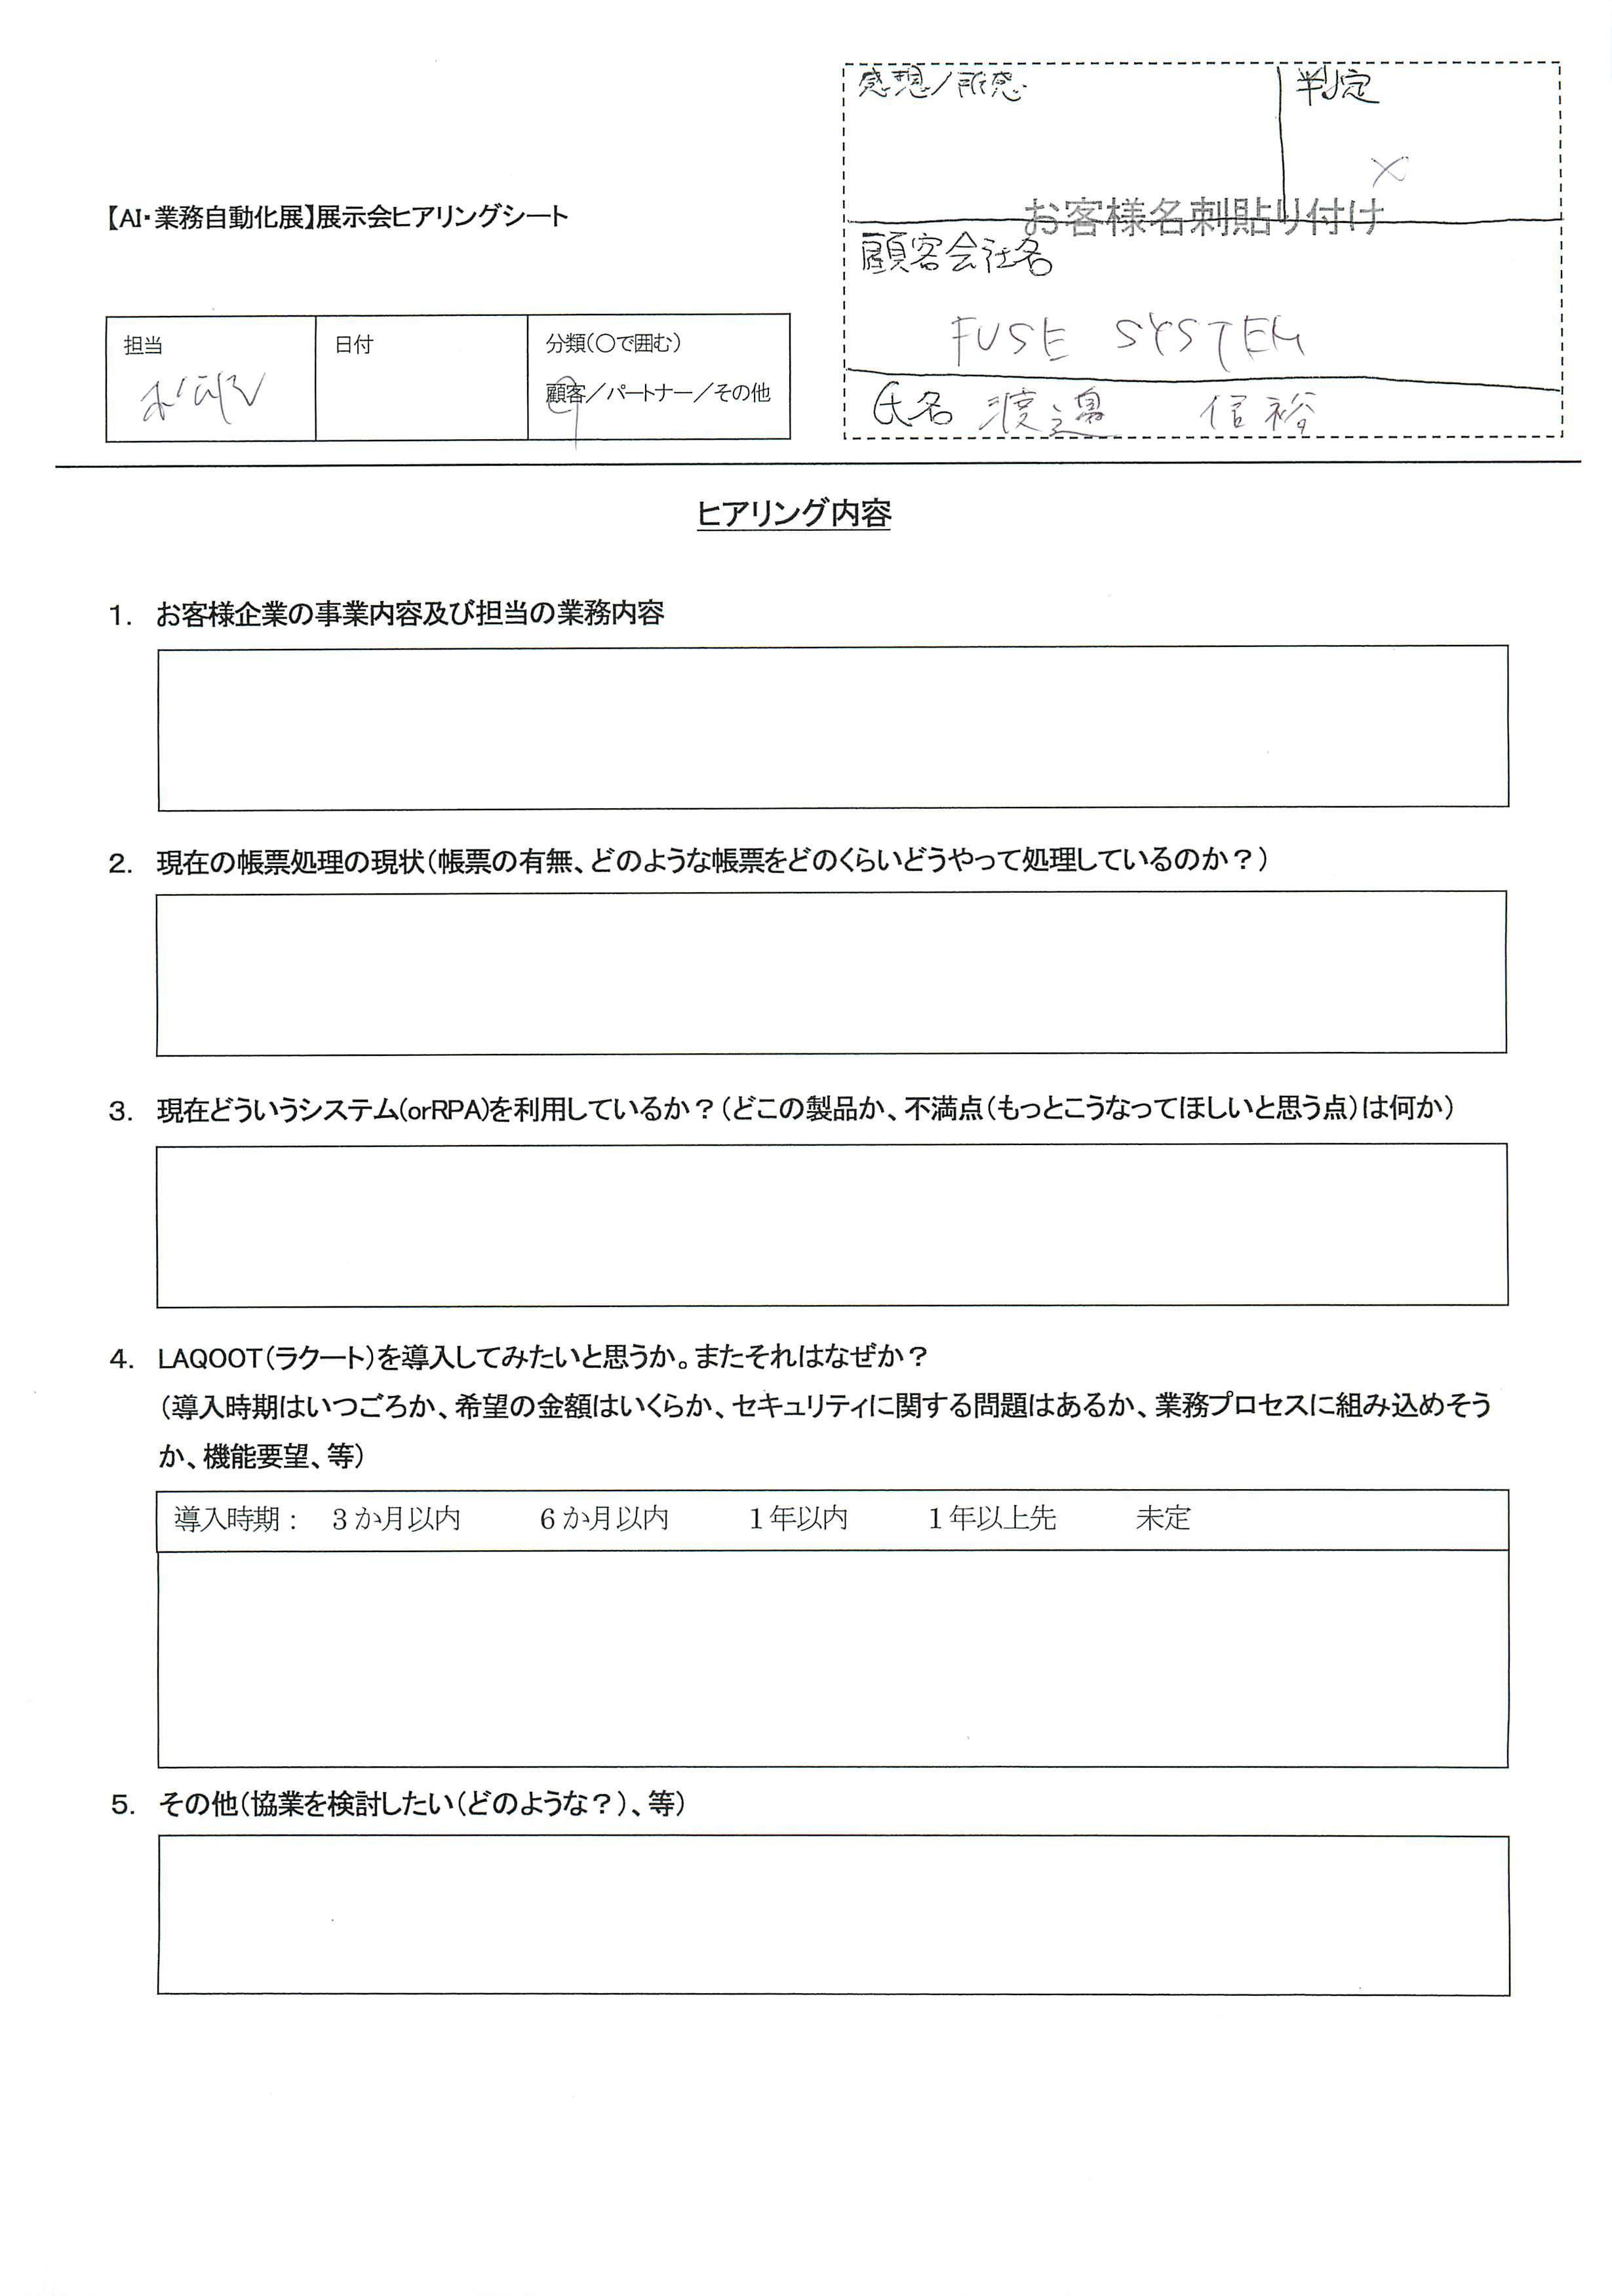 感想/所感
判定
×
【AI・業務自動化展】展示会ヒアリングシート
お客様名刺貼り付け
顧客会社名
FUSE SYSTEM
氏名 渡邊 信裕
担当
日付
分類(○で囲む)
顧客/パートナー/その他
ヒアリング内容
1. お客様企業の事業内容及び担当の業務内容
2. 現在の帳票処理の現状(帳票の有無、どのような帳票をどのくらいどうやって処理しているのか?)
3. 現在どういうシステム(orRPA)を利用しているか?(どこの製品か、不満点(もっとこうなってほしいと思う点)は何か)
4. LAQOOT(ラクート)を導入してみたいと思うか。またそれはなぜか?
(導入時期はいつごろか、希望の金額はいくらか、セキュリティに関する問題はあるか、業務プロセスに組み込めそう
か、機能要望、等)
導入時期: 3か月以内 6か月以内 1年以内 1年以上先 未定
5. その他(協業を検討したい(どのような?)、等)